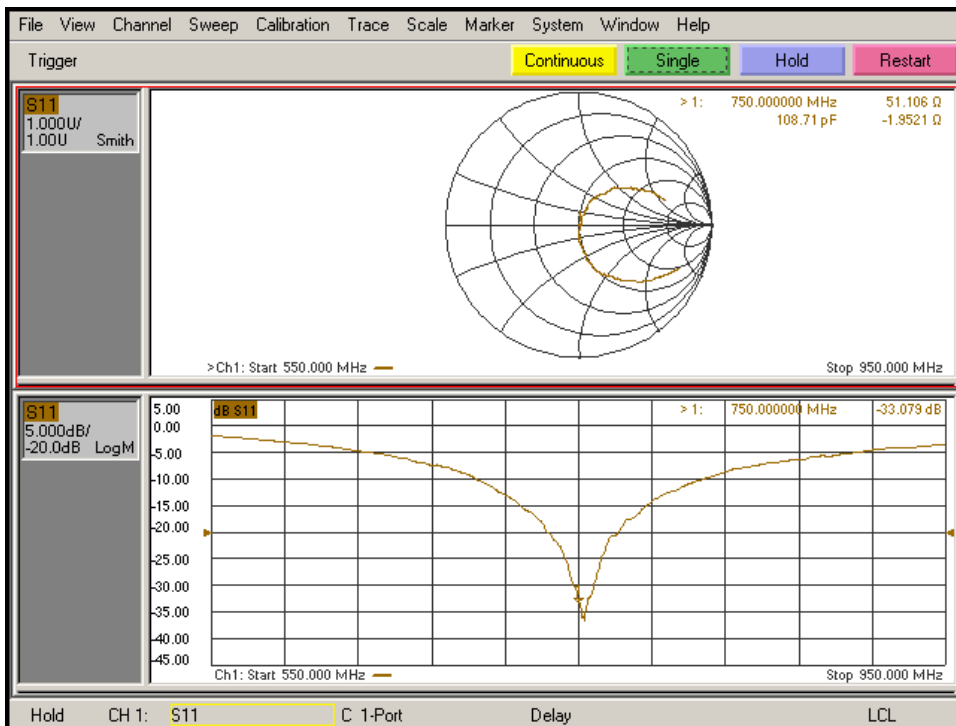 File View Channel Sweep Calibration Trace Scale Marker System Window Help
Trigger Continuous Single Hold Restart
S11
1.000U/
1.00U Smith
> 1: 750.000000 MHz 51.106 Ω
108.71 pF -1.9521 Ω
>Ch1: Start 550.000 MHz
Stop 950.000 MHz
S11
5.000dB/
-20.0dB LogM
5.00
0.00
-5.00
-10.00
-15.00
-20.00
-25.00
-30.00
-35.00
-40.00
-45.00
dB S11
> 1: 750.000000 MHz -33.079 dB
1
Ch1: Start 550.000 MHz
Stop 950.000 MHz
Hold CH 1: S11 C 1-Port Delay LCL